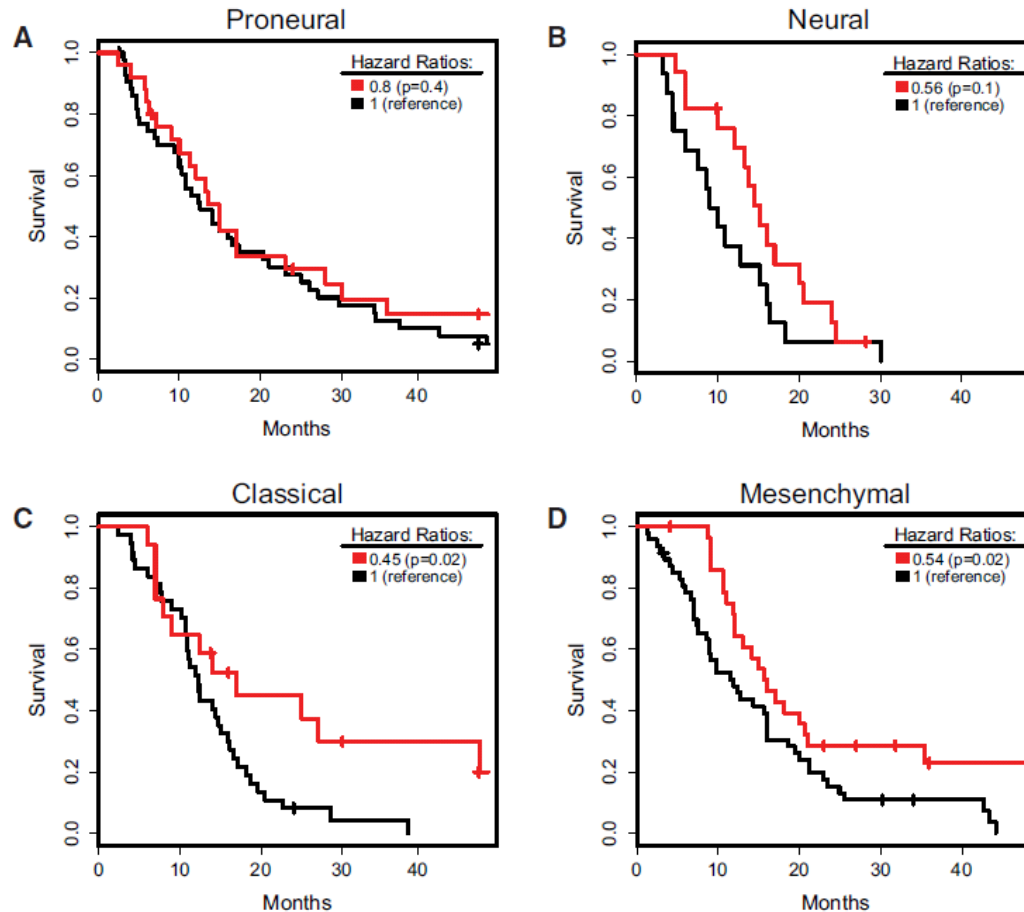 A
Proneural
Hazard Ratios:
0.8 (p=0.4)
1 (reference)
Survival
1.0
0.8
0.6
0.4
0.2
0.0
0 10 20 30 40
Months
B
Neural
Hazard Ratios:
0.56 (p=0.1)
1 (reference)
Survival
1.0
0.8
0.6
0.4
0.2
0.0
0 10 20 30 40
Months
C
Classical
Hazard Ratios:
0.45 (p=0.02)
1 (reference)
Survival
1.0
0.8
0.6
0.4
0.2
0.0
0 10 20 30 40
Months
D
Mesenchymal
Hazard Ratios:
0.54 (p=0.02)
1 (reference)
Survival
1.0
0.8
0.6
0.4
0.2
0.0
0 10 20 30 40
Months